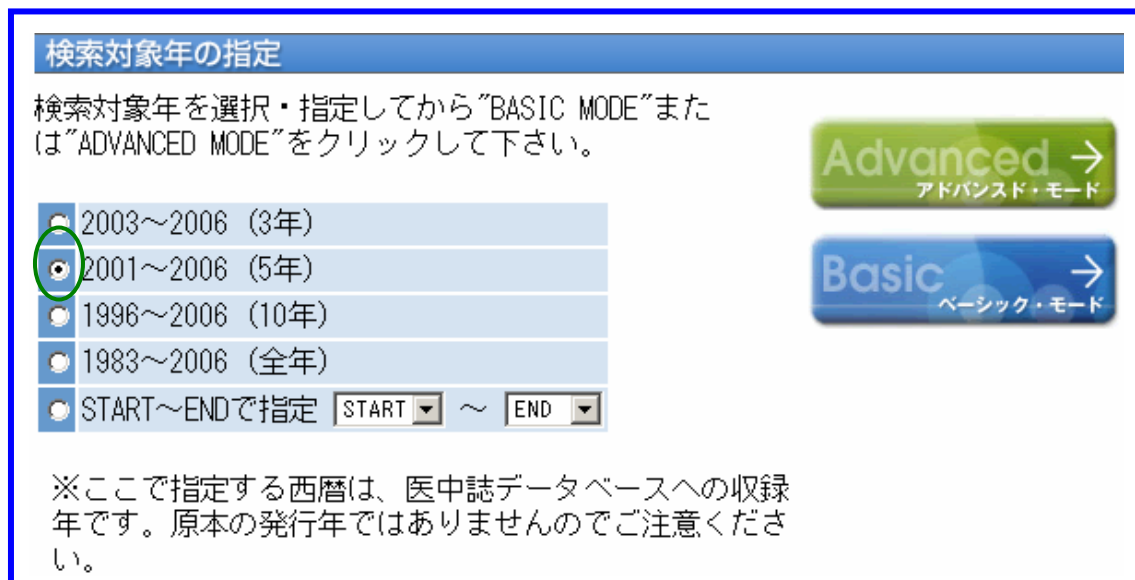 検索対象年の指定
検索対象年を選択・指定してから"BASIC MODE"また
は"ADVANCED MODE"をクリックして下さい。
Advanced →
アドバンスド・モード
Basic →
ベーシック・モード
2003～2006 (3年)
2001～2006 (5年)
1996～2006 (10年)
1983～2006 (全年)
START～ENDで指定 START ～ END
※ここで指定する西暦は、医中誌データベースへの収録
年です。原本の発行年ではありませんのでご注意くださ
い。